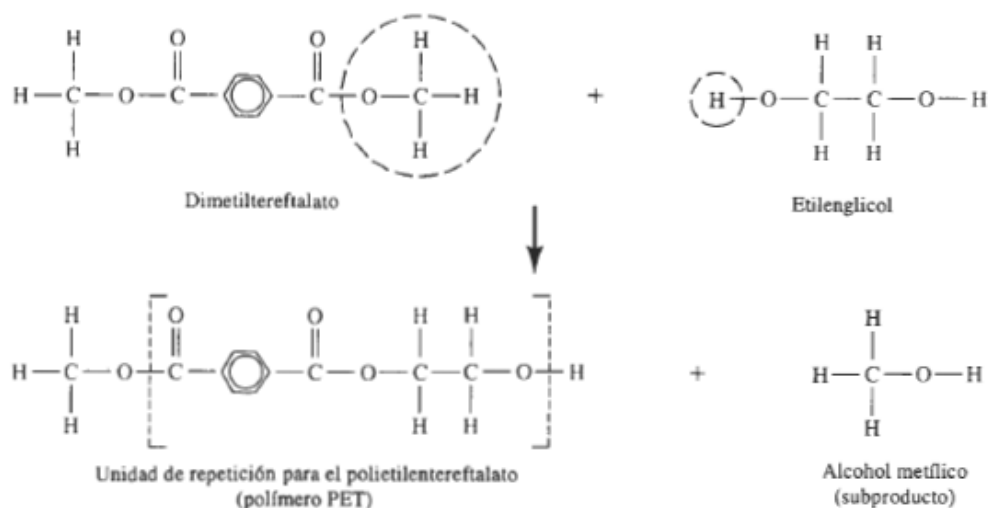 H O O H H H
H—C—O—C—C—O—C—H + H—O—C—C—O—H
H H H H
Dimetiltereftalato Etilenglicol
H O O H H H
H—C—O—C—C—O—C—C—O—H + H—C—O—H
H H H H
Unidad de repetición para el polietilentereftalato
(polímero PET)
Alcohol metílico
(subproducto)